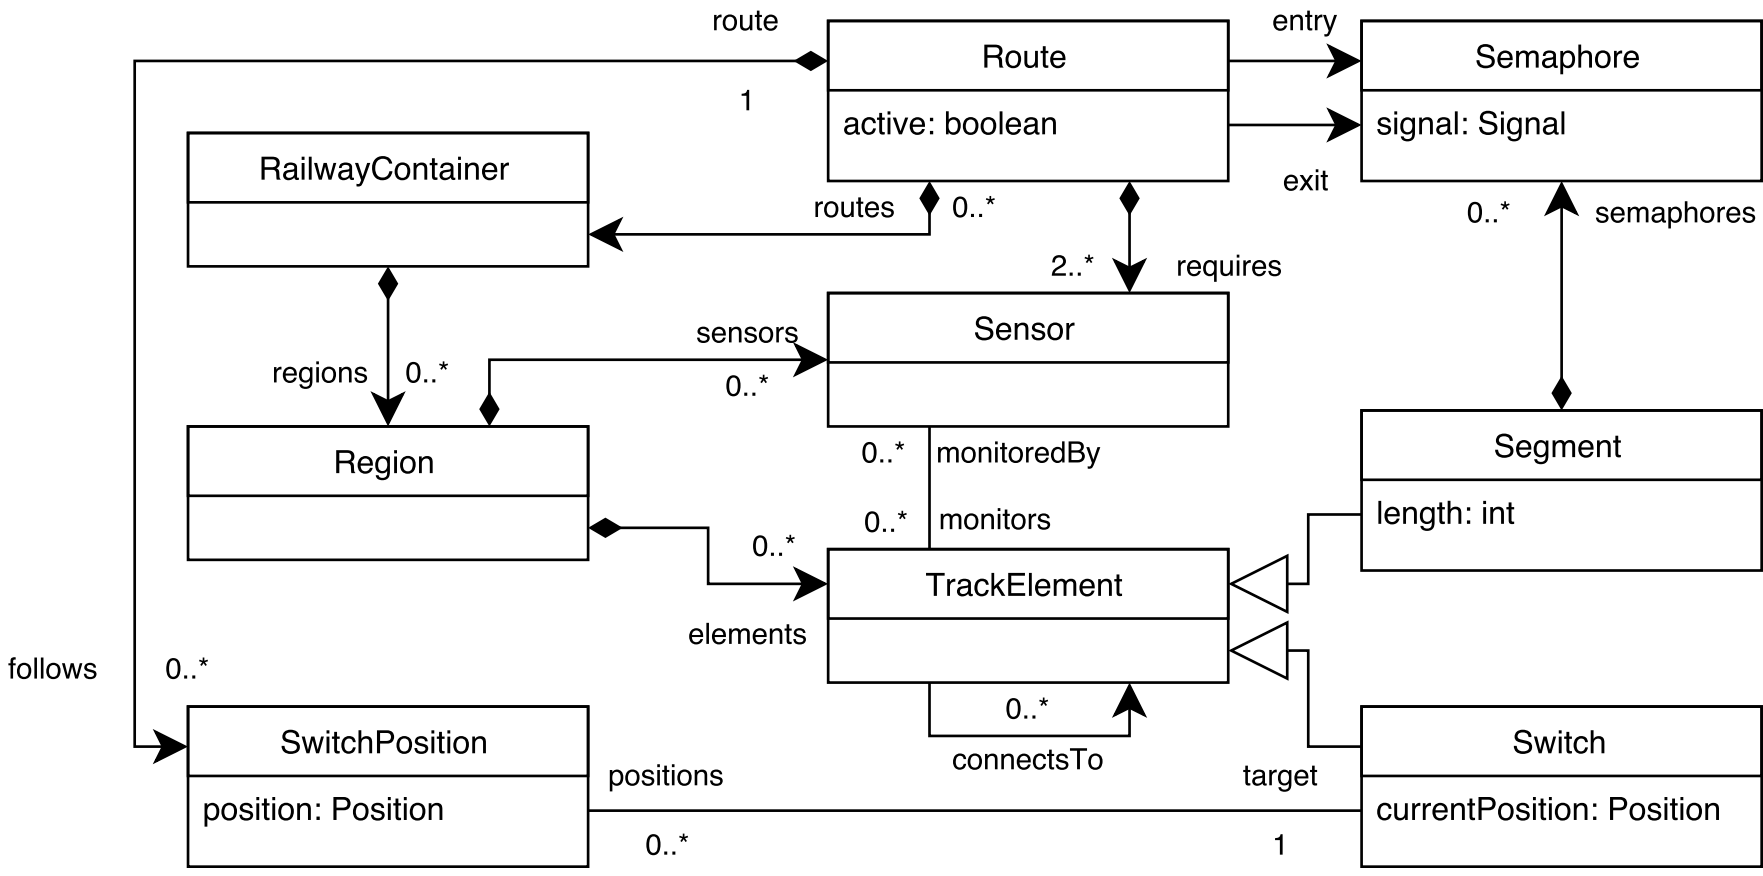 route
entry
Route
Semaphore
1
active: boolean
signal: Signal
RailwayContainer
exit
routes
0..*
0..*
semaphores
2..*
requires
sensors
Sensor
regions
0..*
0..*
Region
0..*
monitoredBy
Segment
0..*
monitors
length: int
0..*
TrackElement
elements
follows
0..*
0..*
SwitchPosition
connectsTo
Switch
positions
target
position: Position
currentPosition: Position
0..*
1